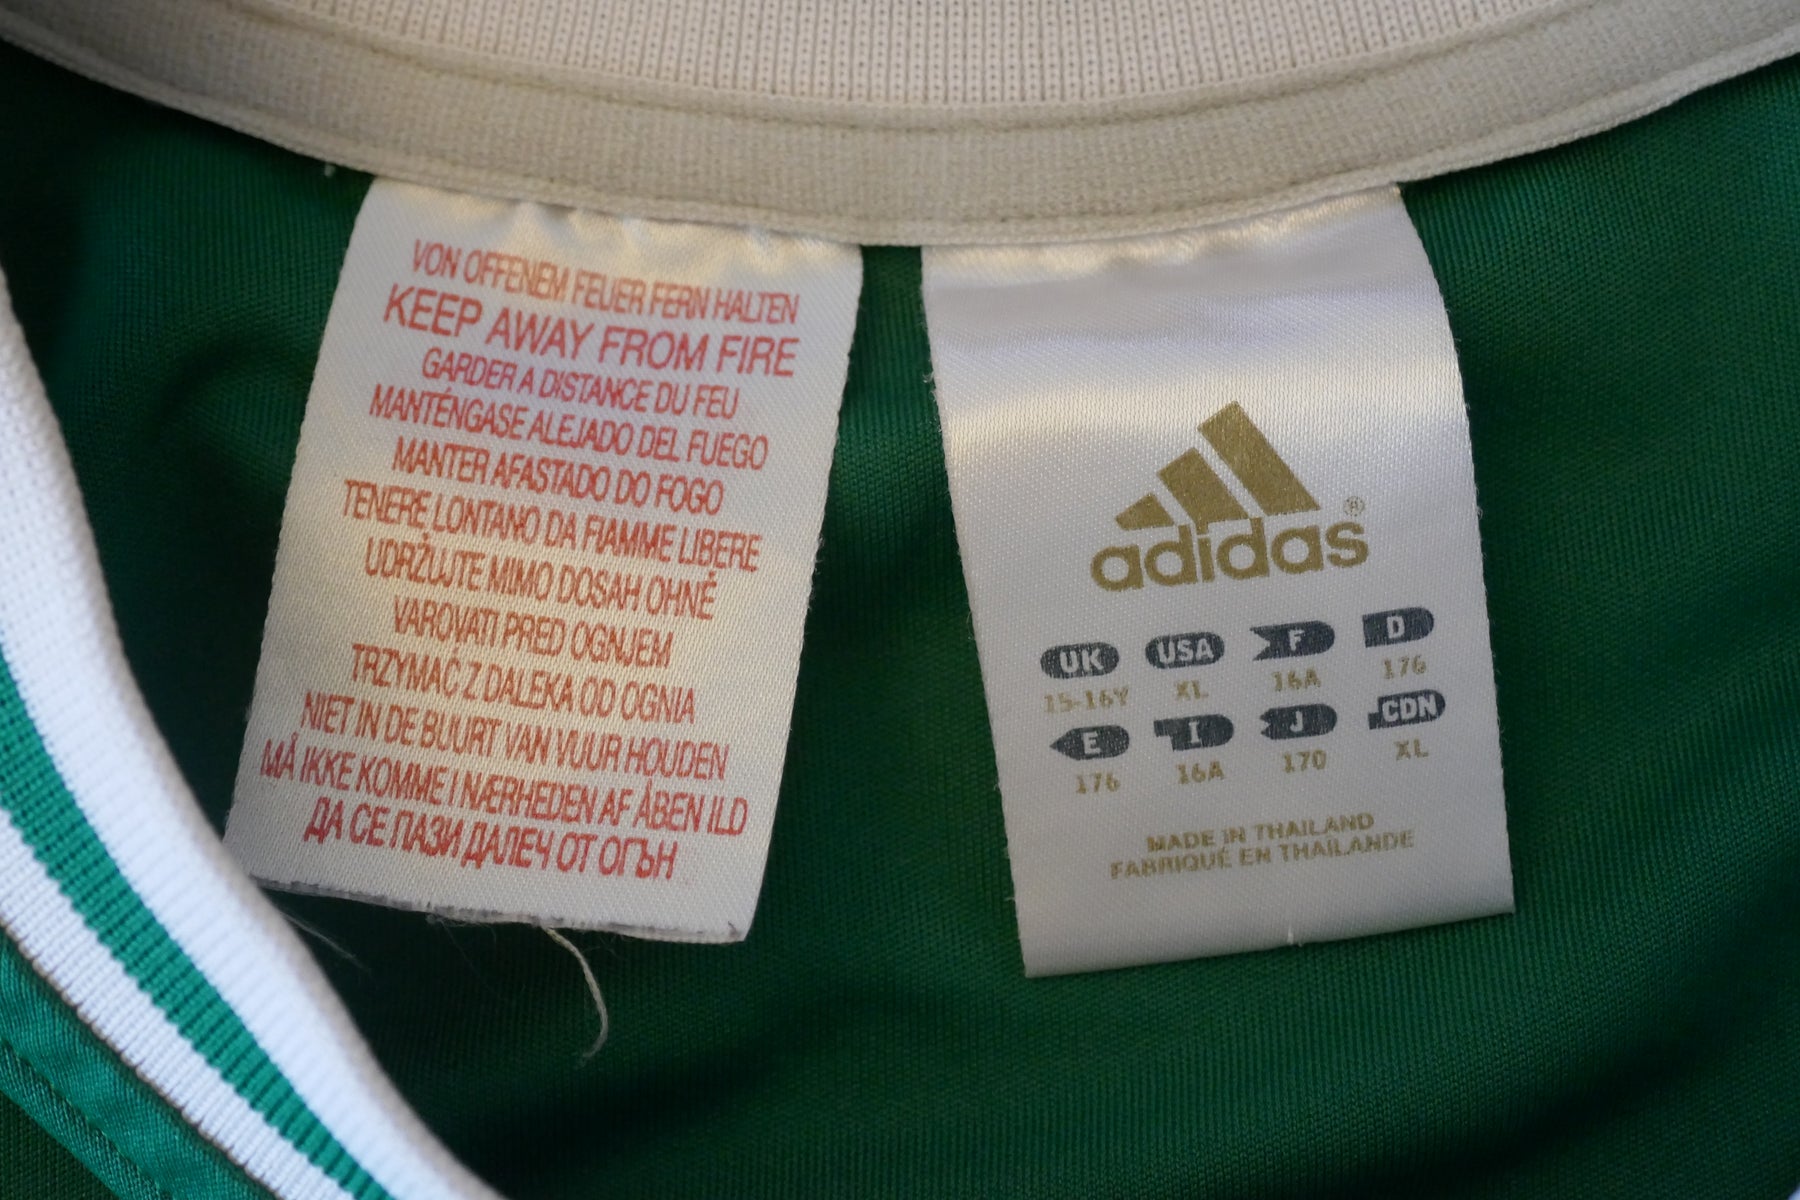 VON OFFENEM FEUER FERN HALTEN
KEEP AWAY FROM FIRE
GARDER A DISTANCE DU FEU
MANTÉNGASE ALEJADO DEL FUEGO
MANTER AFASTADO DO FOGO
TENERE LONTANO DA FIAMME LIBERE
UDRŽUJTE MIMO DOSAH OHNĚ
VAROVATI PRED OGNJEM
TRZYMAĆ Z DALEKA OD OGNIA
NIET IN DE BUURT VAN VUUR HOUDEN
MÅ IKKE KOMME I NÆRHEDEN AF ÅBEN ILD
ДА СЕ ПАЗИ ДАЛЕЧ ОТ ОГЪН
adidas®
UK USA F D
15-16Y XL 16A 176
E I J CDN
176 16A 170 XL
MADE IN THAILAND
FABRIQUÉ EN THAÏLANDE